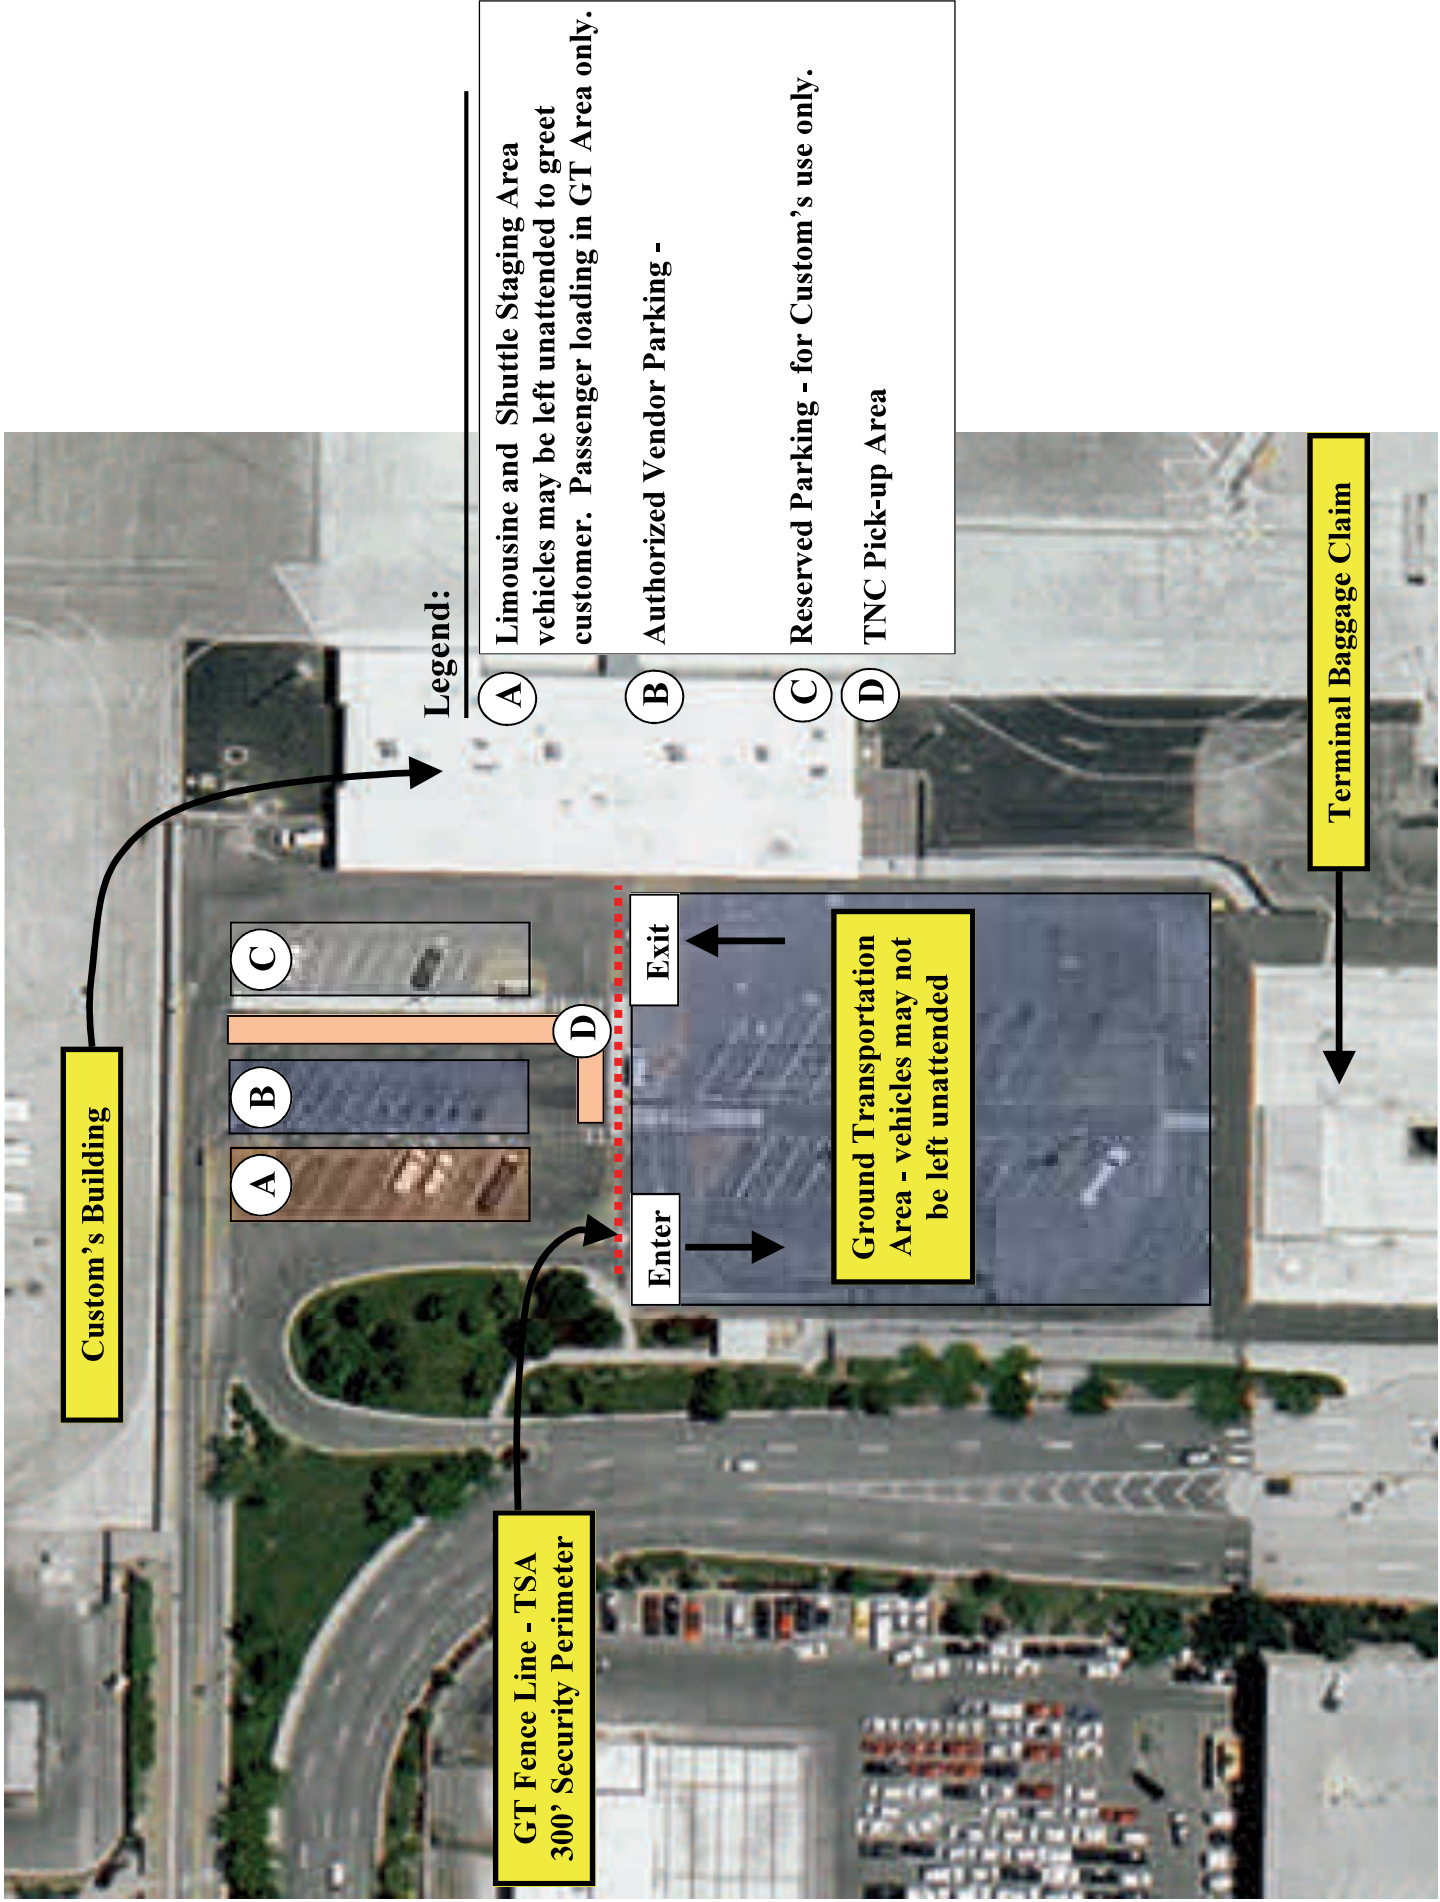 Legend:
A
Limousine and Shuttle Staging Area
vehicles may be left unattended to greet
customer. Passenger loading in GT Area only.
B
Authorized Vendor Parking -
C
Reserved Parking - for Custom's use only.
D
TNC Pick-up Area
Custom's Building
A
B
C
D
GT Fence Line - TSA
300' Security Perimeter
Enter
Exit
Ground Transportation
Area - vehicles may not
be left unattended
Terminal Baggage Claim